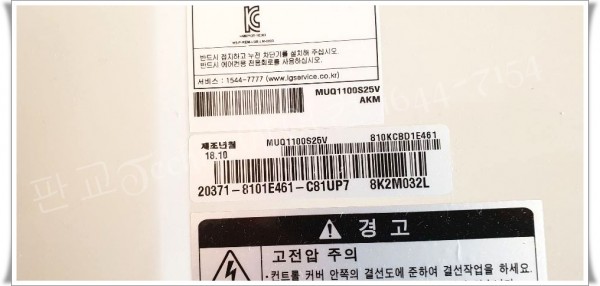 반드시 접지하고 누전 차단기를 설치해 주십시오.
반드시 에어컨용 전용회로를 사용하십시오.
서비스 : 1544-7777 (www.lgservice.co.kr)
MUQ1100S25V
AKM
제조년월
18.10
MUQ1100S25V
810KCBD1E461
20371-8101E461-C81UP7
8K2M032L
경 고
고전압 주의
· 컨트롤 커버 안쪽의 결선도에 준하여 결선작업을 하세요.
판교